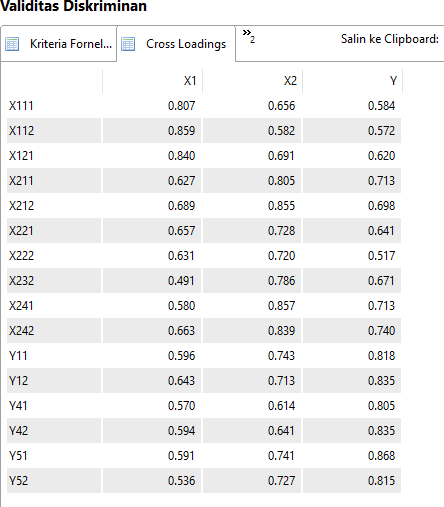 Validitas Diskriminan
Kriteria Fornel... Cross Loadings »2 Salin ke Clipboard:
X1 X2 Y
X111 0.807 0.656 0.584
X112 0.859 0.582 0.572
X121 0.840 0.691 0.620
X211 0.627 0.805 0.713
X212 0.689 0.855 0.698
X221 0.657 0.728 0.641
X222 0.631 0.720 0.517
X232 0.491 0.786 0.671
X241 0.580 0.857 0.713
X242 0.663 0.839 0.740
Y11 0.596 0.743 0.818
Y12 0.643 0.713 0.835
Y41 0.570 0.614 0.805
Y42 0.594 0.641 0.835
Y51 0.591 0.741 0.868
Y52 0.536 0.727 0.815